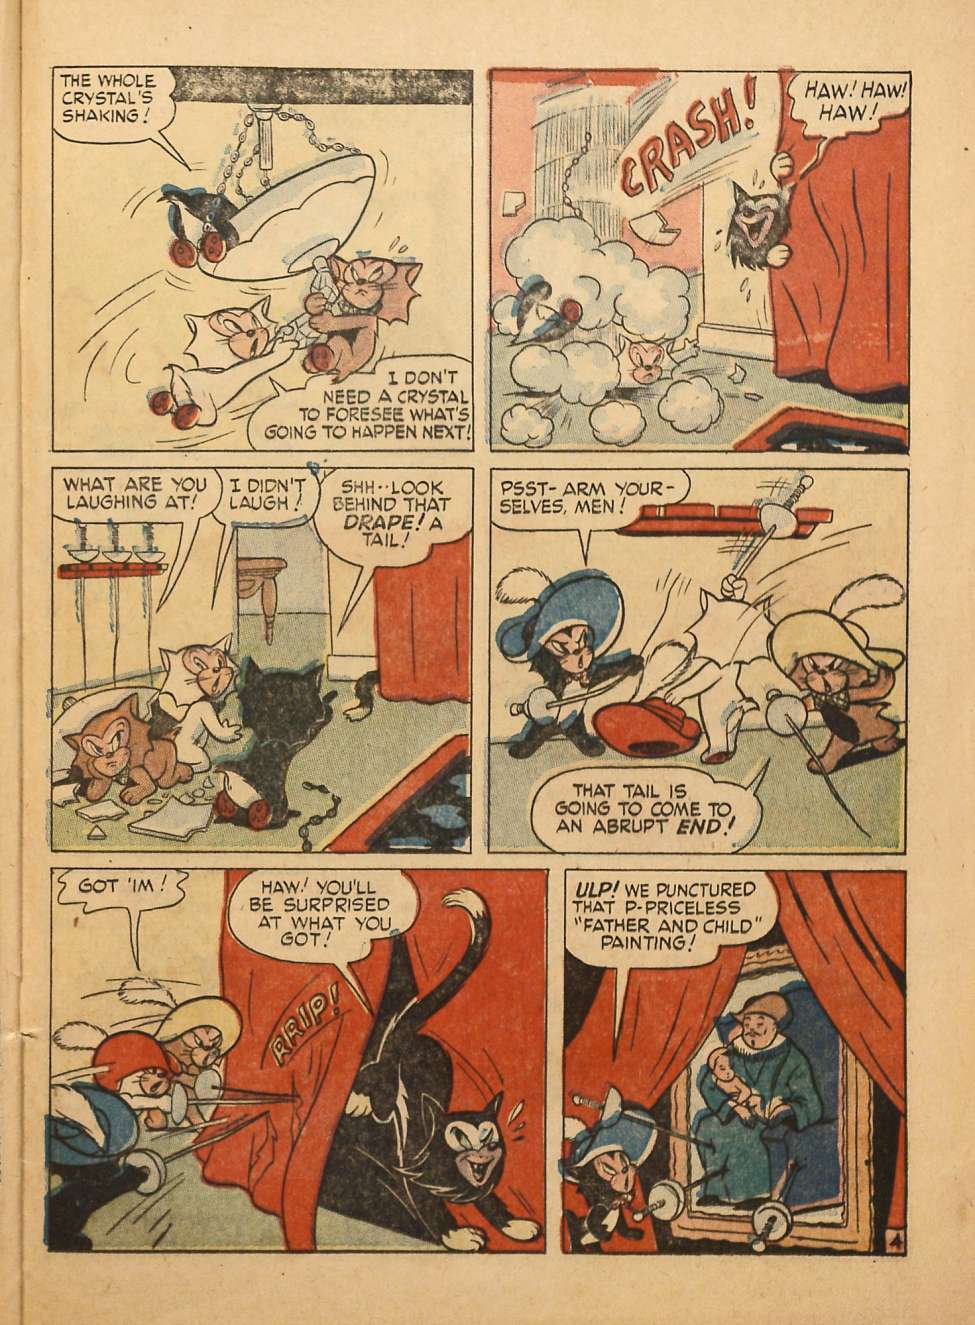 THE WHOLE
CRYSTAL'S
SHAKING!
I DON'T
NEED A CRYSTAL
TO FORESEE WHAT'S
GOING TO HAPPEN NEXT!
CRASH!
HAW! HAW!
HAW!
WHAT ARE YOU
LAUGHING AT!
I DIDN'T
LAUGH!
SHH--LOOK
BEHIND THAT
DRAPE! A
TAIL!
PSST- ARM YOUR-
SELVES, MEN!
THAT TAIL IS
GOING TO COME TO
AN ABRUPT END!
GOT 'IM!
HAW! YOU'LL
BE SURPRISED
AT WHAT YOU
GOT!
RRIP!
ULP! WE PUNCTURED
THAT P-PRICELESS
"FATHER AND CHILD"
PAINTING!
4